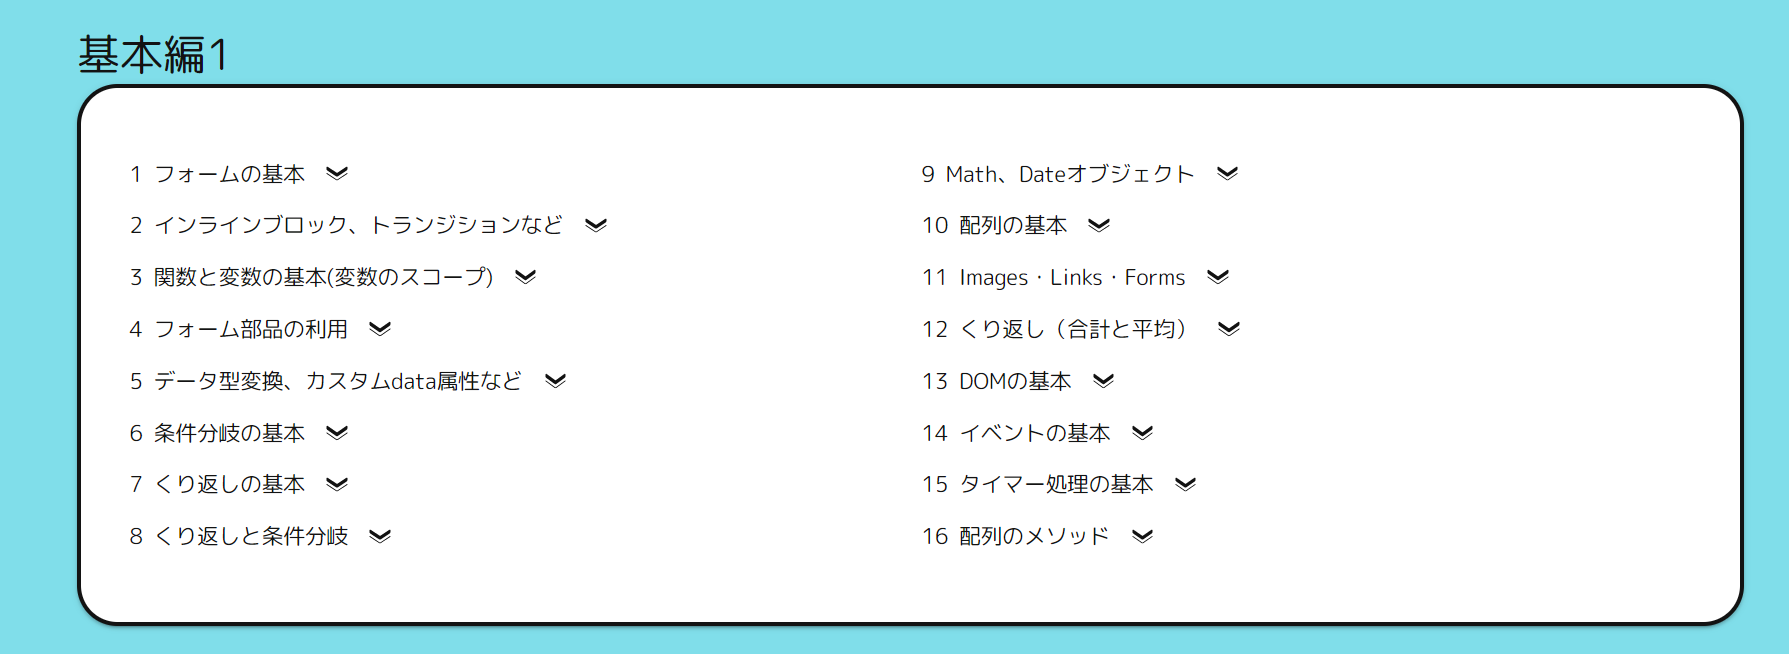 基本編1
1 フォームの基本
2 インラインブロック、トランジションなど
3 関数と変数の基本(変数のスコープ)
4 フォーム部品の利用
5 データ型変換、カスタムdata属性など
6 条件分岐の基本
7 くり返しの基本
8 くり返しと条件分岐
9 Math、Dateオブジェクト
10 配列の基本
11 Images・Links・Forms
12 くり返し（合計と平均）
13 DOMの基本
14 イベントの基本
15 タイマー処理の基本
16 配列のメソッド